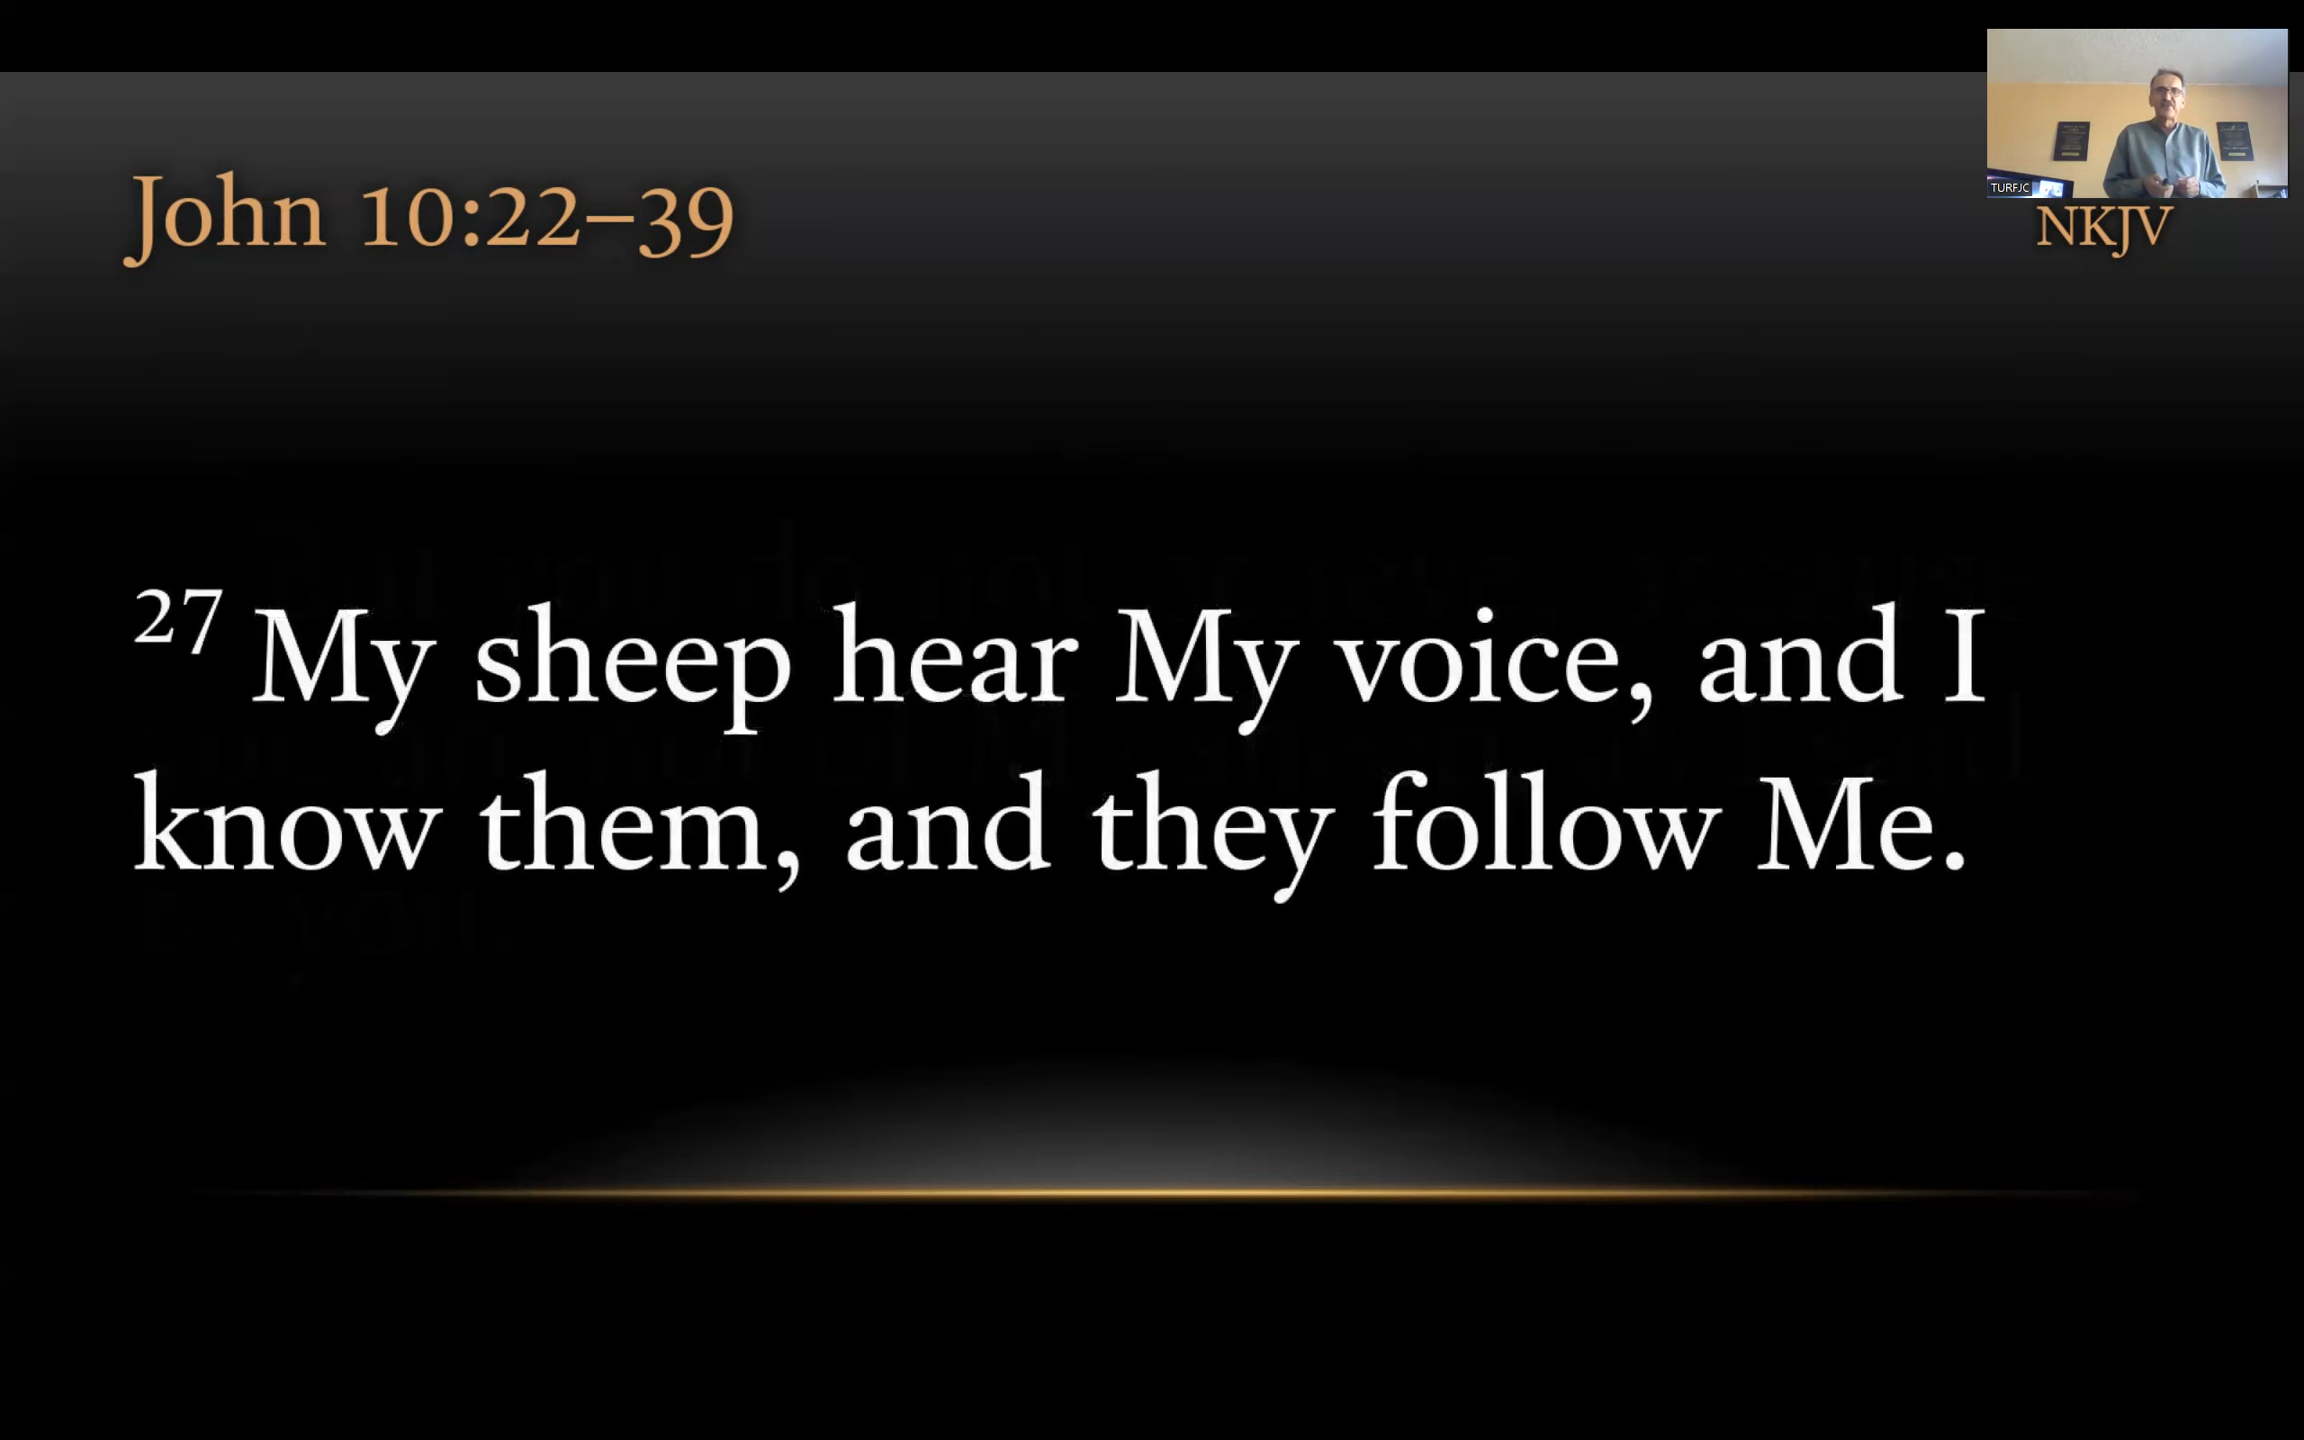 TURFJC
John 10:22–39
NKJV
27 My sheep hear My voice, and I
know them, and they follow Me.